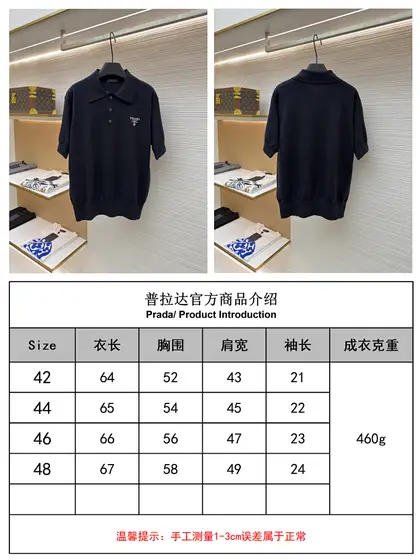 PRADA
普拉达官方商品介绍
Prada/ Product Introduction
Size 衣长 胸围 肩宽 袖长 成衣克重
42 64 52 43 21
44 65 54 45 22
46 66 56 47 23
48 67 58 49 24
460g
温馨提示：手工测量1-3cm误差属于正常